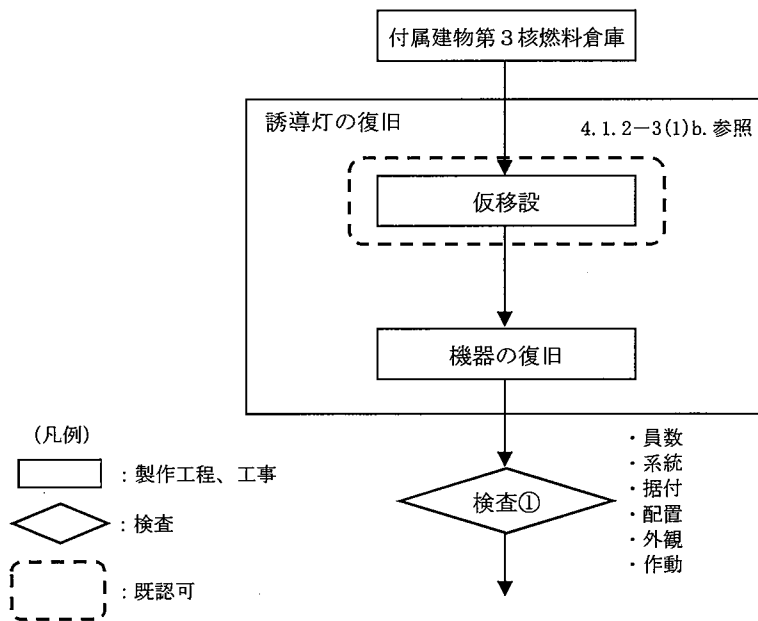 付属建物第３核燃料倉庫
誘導灯の復旧
4.1.2－3(1)b.参照
仮移設
機器の復旧
検査①
・員数
・系統
・据付
・配置
・外観
・作動
(凡例)
：製作工程、工事
：検査
：既認可